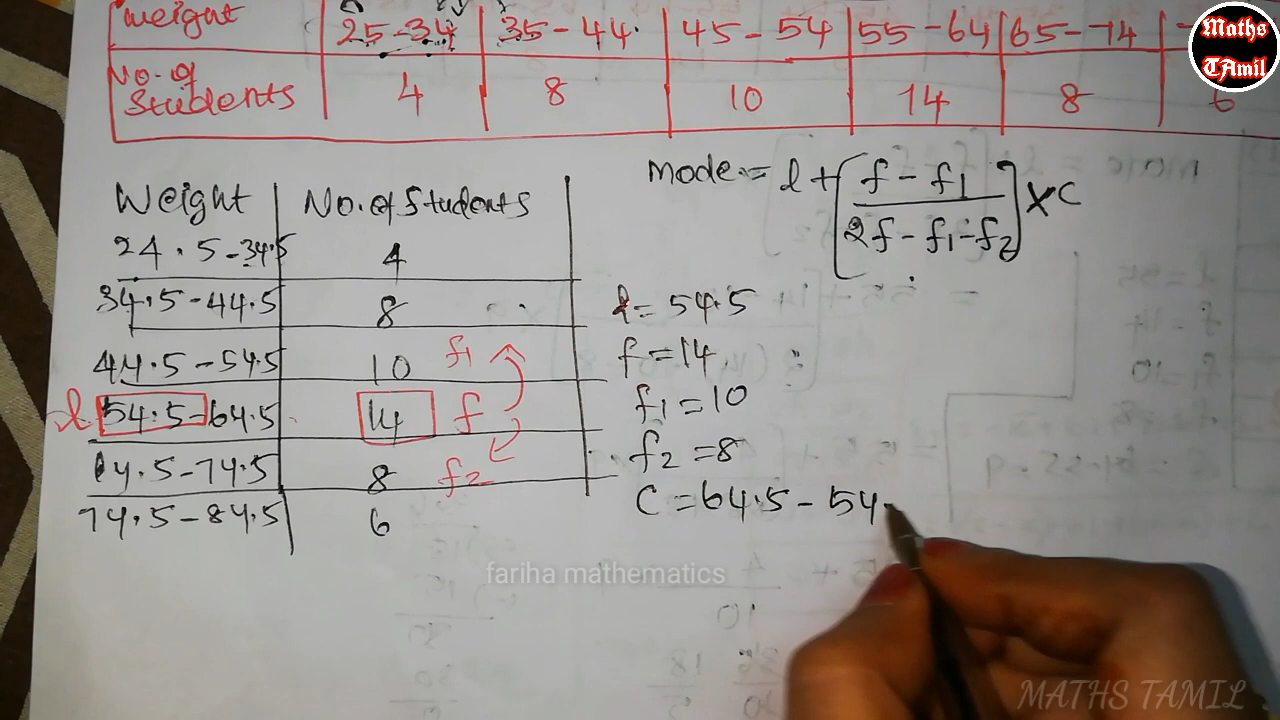 Weight 25-34 35-44. 45-54 55-64 65-74
No. of Students 4 8 10 14 8 6
Maths TAmil
mode = l + [f - f1 / 2f - f1 - f2] × C
Weight No. of Students
24.5-34.5 4
34.5-44.5 8
44.5-54.5 10 f1
l 54.5-64.5 14 f
64.5-74.5 8 f2
74.5-84.5 6
l = 54.5
f = 14
f1 = 10
f2 = 8
C = 64.5 - 54.
fariha mathematics
MATHS TAMIL